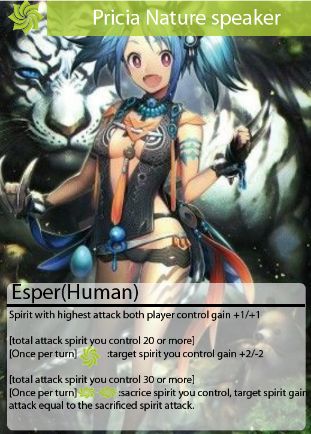 Pricia Nature speaker
Esper(Human)
Spirit with highest attack both player control gain +1/+1
[total attack spirit you control 20 or more]
[Once per turn] :target spirit you control gain +2/-2
[total attack spirit you control 30 or more]
[Once per turn] :sacrice spirit you control, target spirit gain
attack equal to the sacrificed spirit attack.